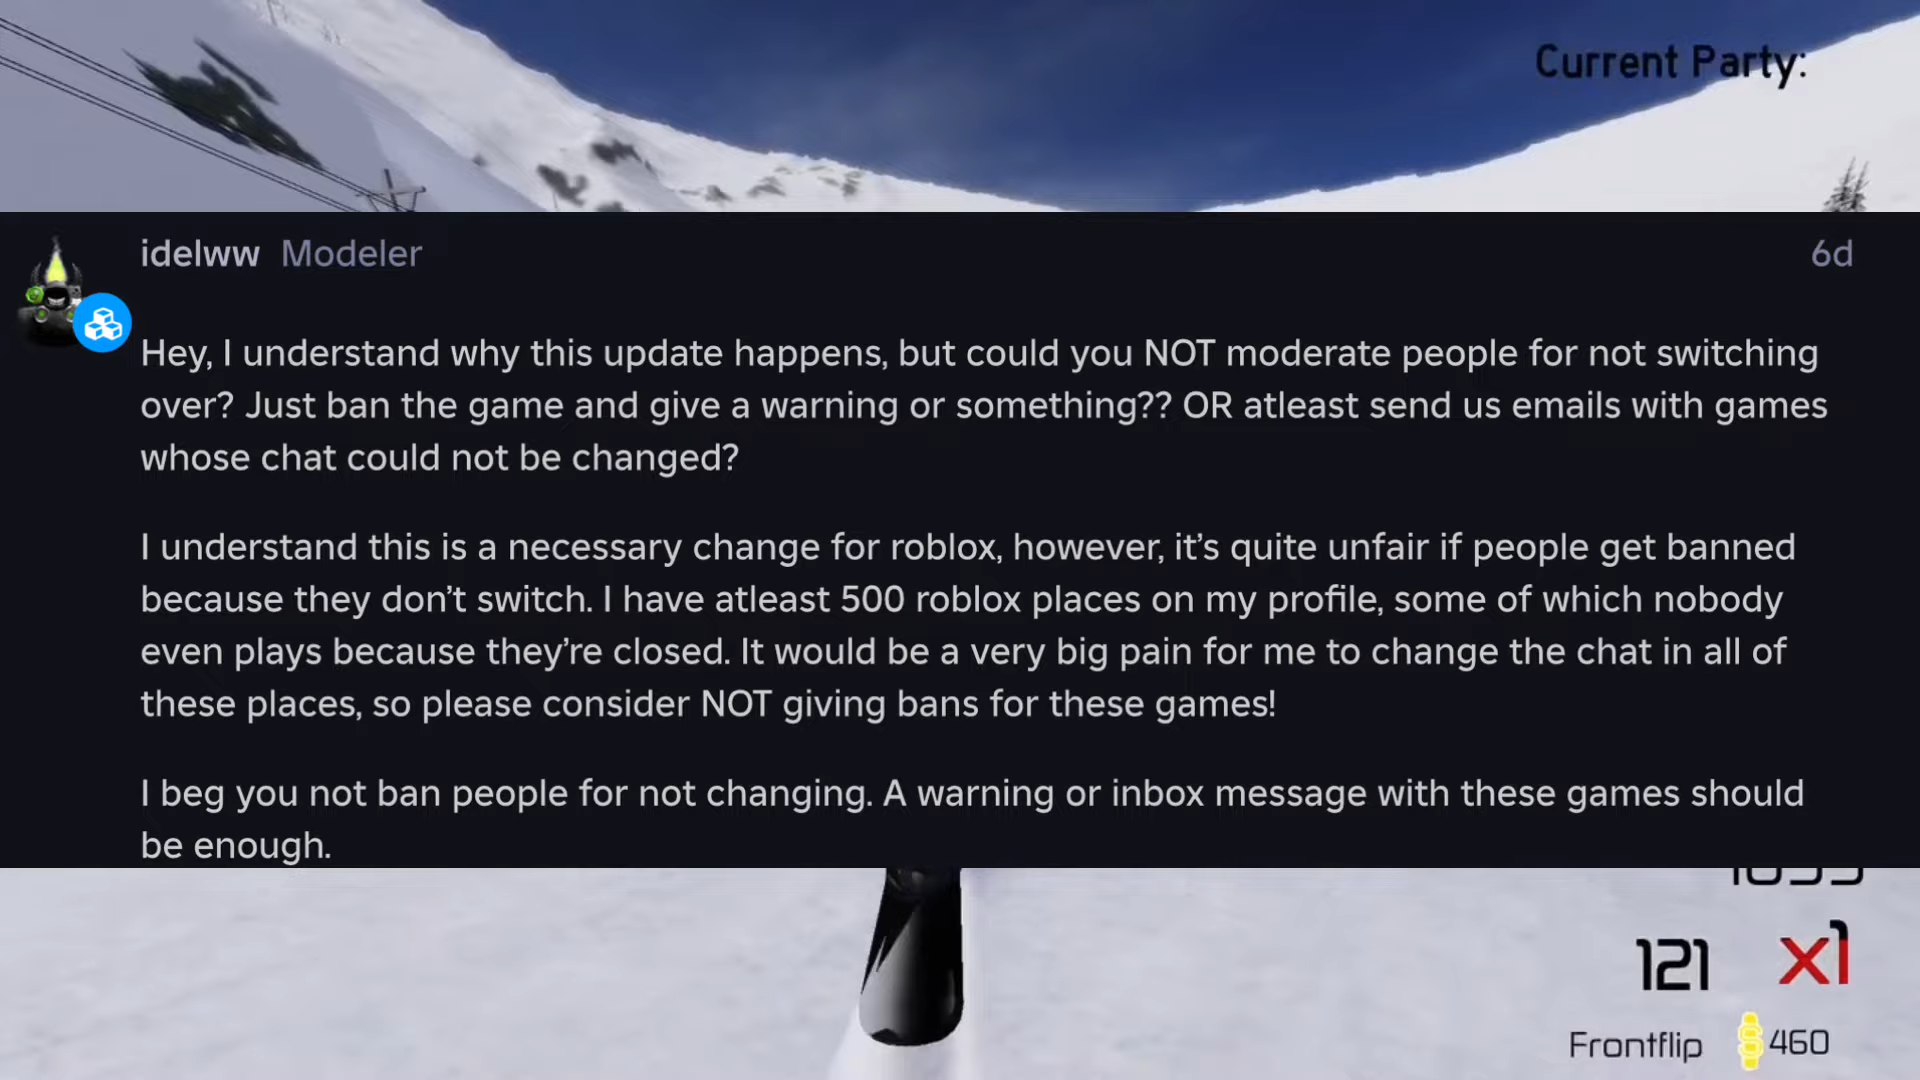 Current Party:
idelww Modeler 6d
Hey, I understand why this update happens, but could you NOT moderate people for not switching
over? Just ban the game and give a warning or something?? OR atleast send us emails with games
whose chat could not be changed?
I understand this is a necessary change for roblox, however, it’s quite unfair if people get banned
because they don’t switch. I have atleast 500 roblox places on my profile, some of which nobody
even plays because they’re closed. It would be a very big pain for me to change the chat in all of
these places, so please consider NOT giving bans for these games!
I beg you not ban people for not changing. A warning or inbox message with these games should
be enough.
121 x1
Frontflip 460